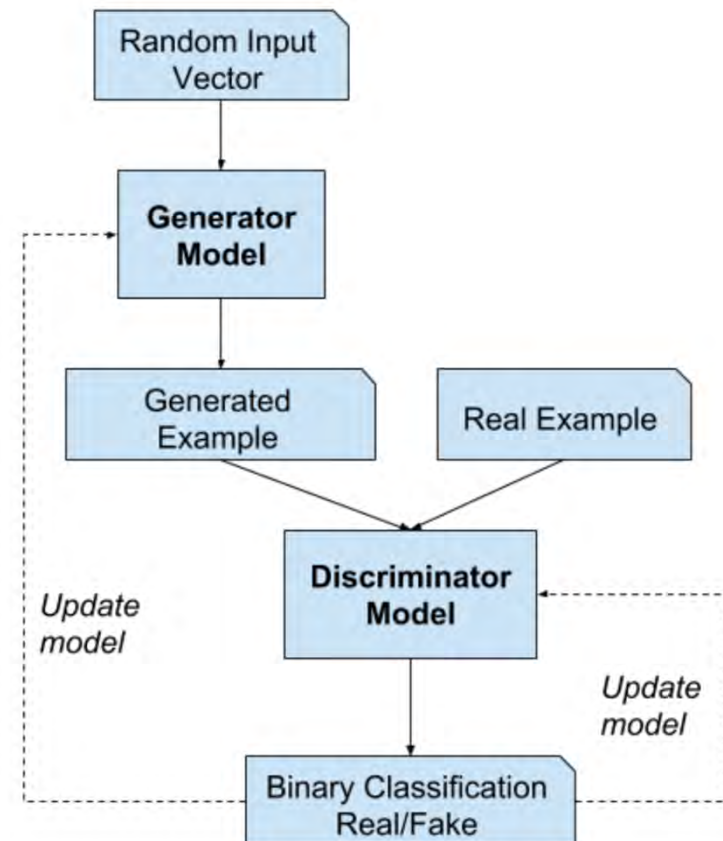 Random Input
Vector
Generator
Model
Generated
Example
Real Example
Discriminator
Model
Update
model
Update
model
Binary Classification
Real/Fake